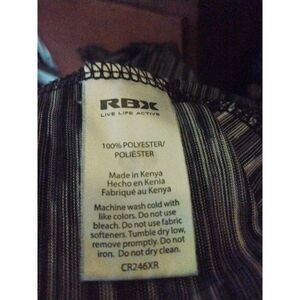 RBX
LIVE LIFE ACTIVE
100% POLYESTER/
POLIÉSTER
Made in Kenya
Hecho en Kenia
Fabriqué au Kenya
Machine wash cold with
like colors. Do not use
bleach. Do not use fabric
softeners. Tumble dry low,
remove promptly. Do not
iron. Do not dry clean.
CR246XR